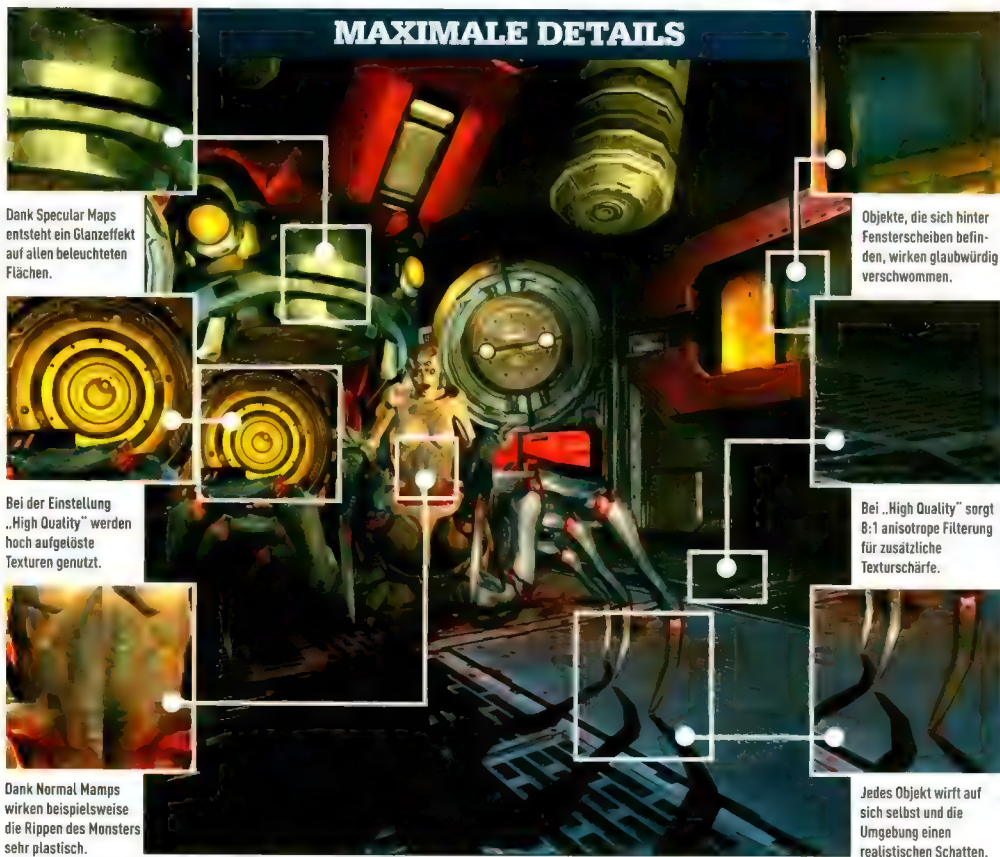 MAXIMALE DETAILS
Dank Specular Maps
entsteht ein Glanzeffekt
auf allen beleuchteten
Flächen.
Bei der Einstellung
„High Quality" werden
hoch aufgelöste
Texturen genutzt.
Dank Normal Mamps
wirken beispielsweise
die Rippen des Monsters
sehr plastisch.
Objekte, die sich hinter
Fensterscheiben befin-
den, wirken glaubwürdig
verschwommen.
Bei „High Quality" sorgt
8:1 anisotrope Filterung
für zusätzliche
Texturschärfe.
Jedes Objekt wirft auf
sich selbst und die
Umgebung einen
realistischen Schatten.